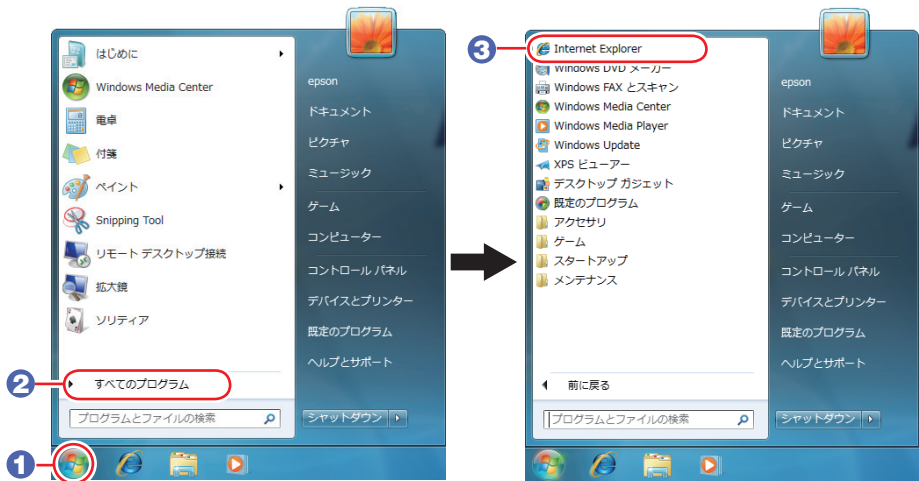 はじめに
Windows Media Center
電卓
付箋
ペイント
Snipping Tool
リモート デスクトップ接続
拡大鏡
ソリティア
2
すべてのプログラム
プログラムとファイルの検索
1
epson
ドキュメント
ピクチャ
ミュージック
ゲーム
コンピューター
コントロール パネル
デバイスとプリンター
既定のプログラム
ヘルプとサポート
シャットダウン
3
Internet Explorer
Windows DVD メーカー
Windows FAX とスキャン
Windows Media Center
Windows Media Player
Windows Update
XPS ビューアー
デスクトップ ガジェット
既定のプログラム
アクセサリ
ゲーム
スタートアップ
メンテナンス
前に戻る
プログラムとファイルの検索
epson
ドキュメント
ピクチャ
ミュージック
ゲーム
コンピューター
コントロール パネル
デバイスとプリンター
既定のプログラム
ヘルプとサポート
シャットダウン